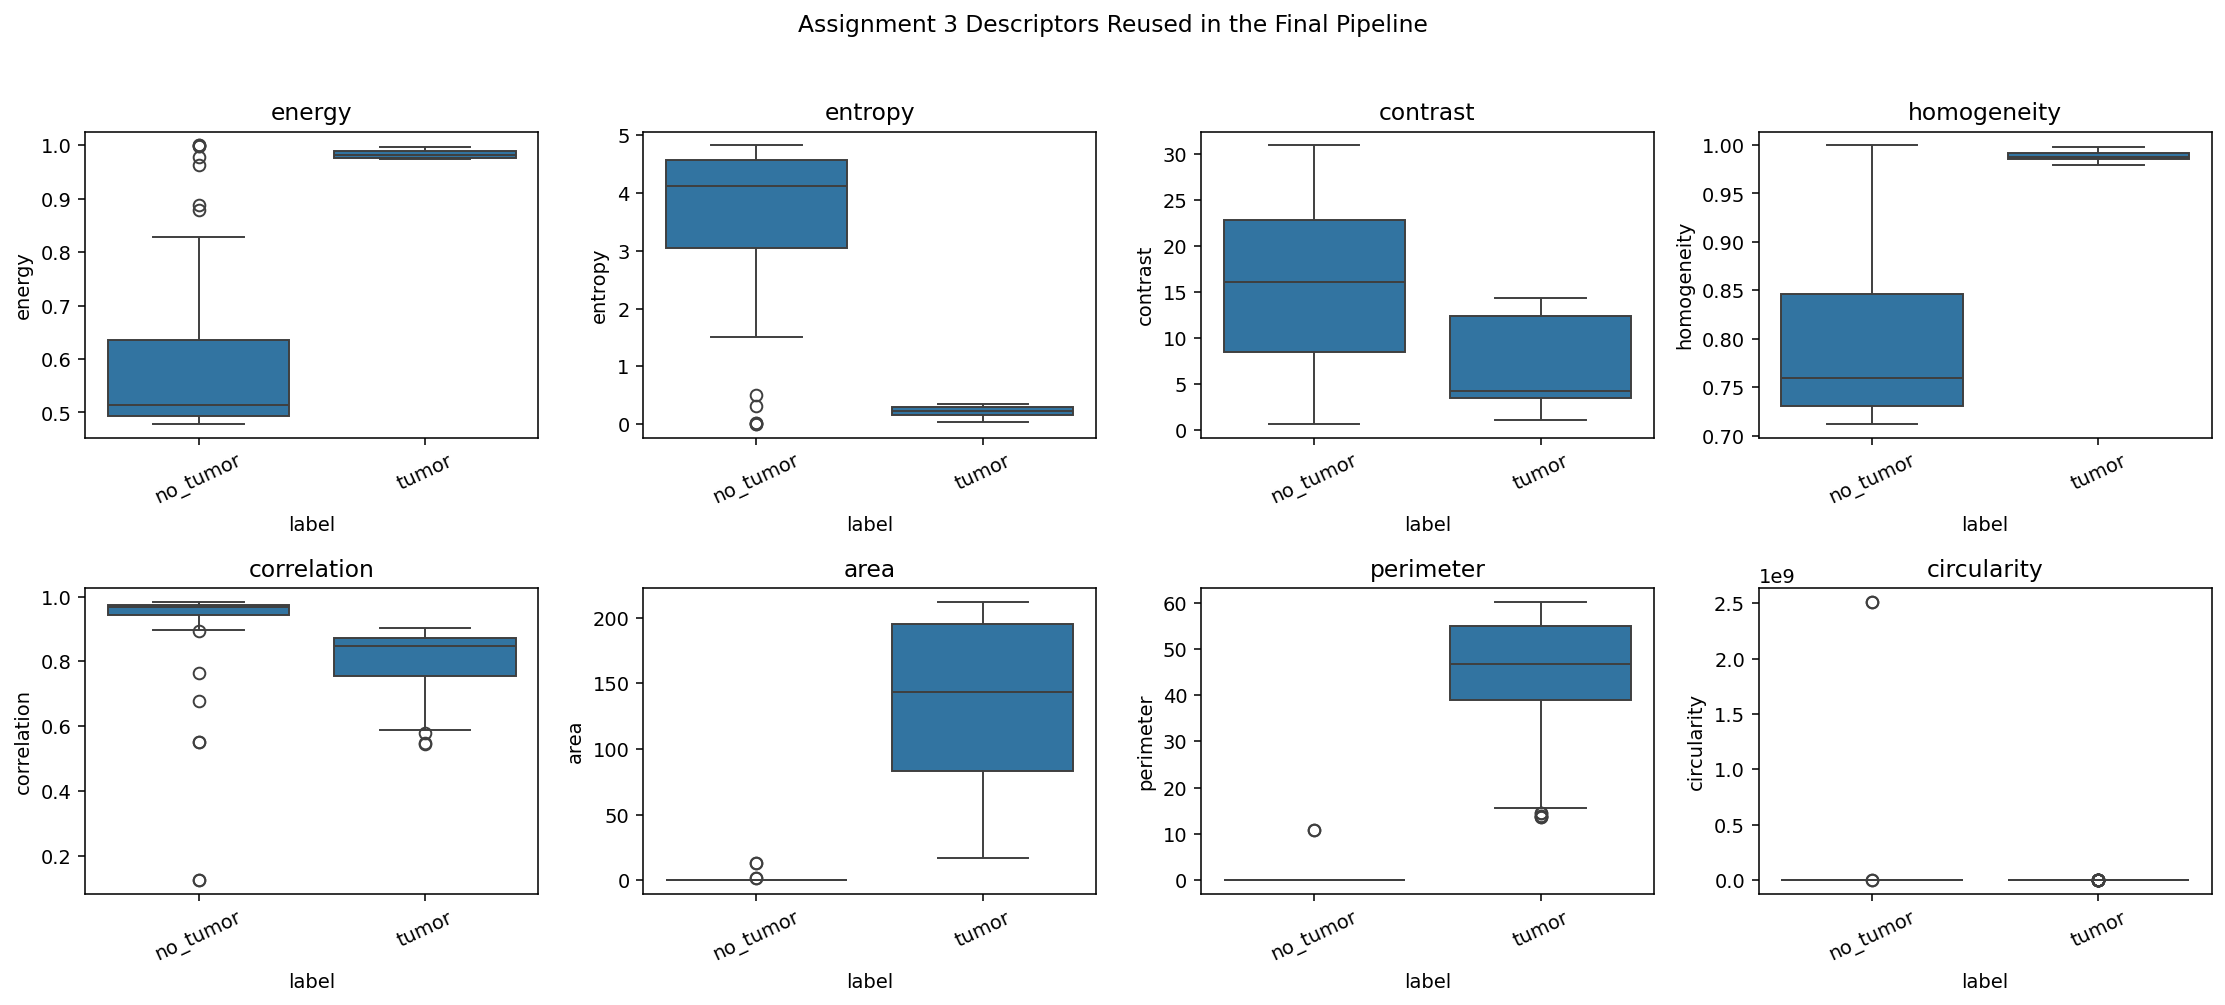 Assignment 3 Descriptors Reused in the Final Pipeline
energy
energy
1.0
0.9
0.8
0.7
0.6
0.5
no_tumor
tumor
label
entropy
entropy
5
4
3
2
1
0
no_tumor
tumor
label
contrast
contrast
30
25
20
15
10
5
0
no_tumor
tumor
label
homogeneity
homogeneity
1.00
0.95
0.90
0.85
0.80
0.75
0.70
no_tumor
tumor
label
correlation
correlation
1.0
0.8
0.6
0.4
0.2
no_tumor
tumor
label
area
area
200
150
100
50
0
no_tumor
tumor
label
perimeter
perimeter
60
50
40
30
20
10
0
no_tumor
tumor
label
circularity
1e9
circularity
2.5
2.0
1.5
1.0
0.5
0.0
no_tumor
tumor
label